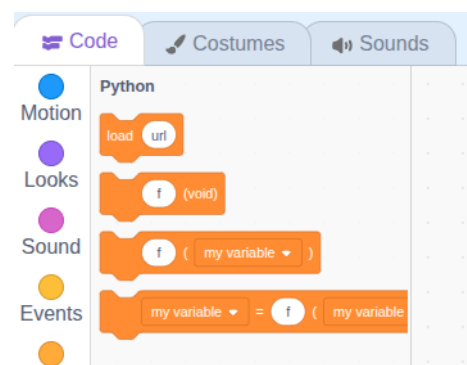 Code Costumes Sounds
Motion
Looks
Sound
Events
Python
load url
f (void)
f ( my variable )
my variable = f ( my variable